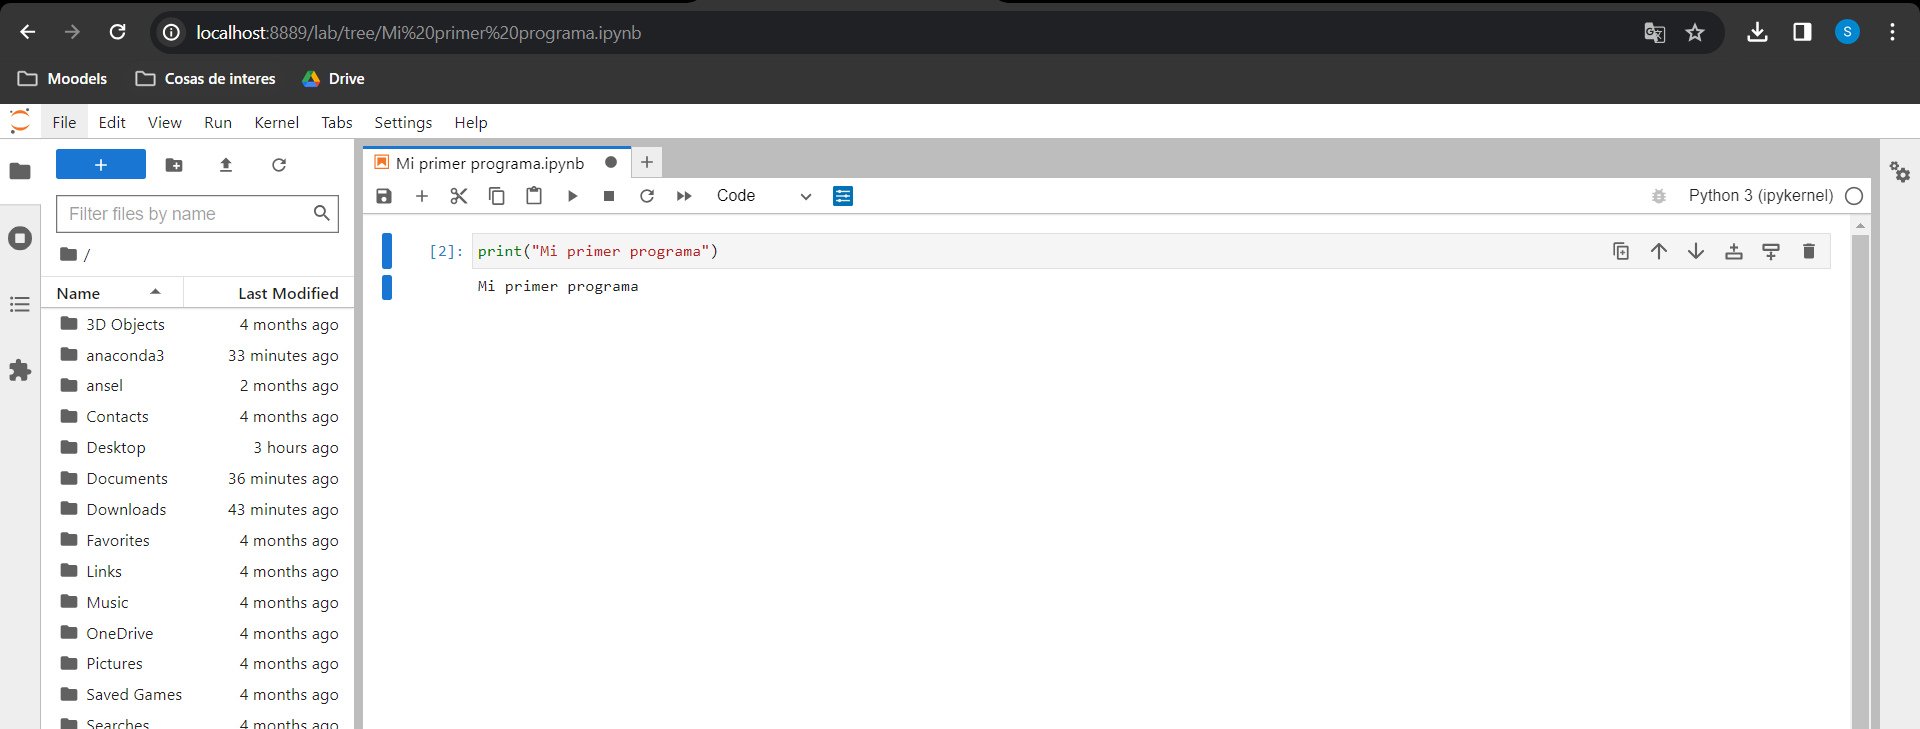 localhost:8889/lab/tree/Mi%20primer%20programa.ipynb
S
Moodels Cosas de interes Drive
File Edit View Run Kernel Tabs Settings Help
+
Filter files by name
/
Name Last Modified
3D Objects 4 months ago
anaconda3 33 minutes ago
ansel 2 months ago
Contacts 4 months ago
Desktop 3 hours ago
Documents 36 minutes ago
Downloads 43 minutes ago
Favorites 4 months ago
Links 4 months ago
Music 4 months ago
OneDrive 4 months ago
Pictures 4 months ago
Saved Games 4 months ago
Searches 4 months ago
Mi primer programa.ipynb
Code Python 3 (ipykernel)
[2]: print("Mi primer programa")
Mi primer programa